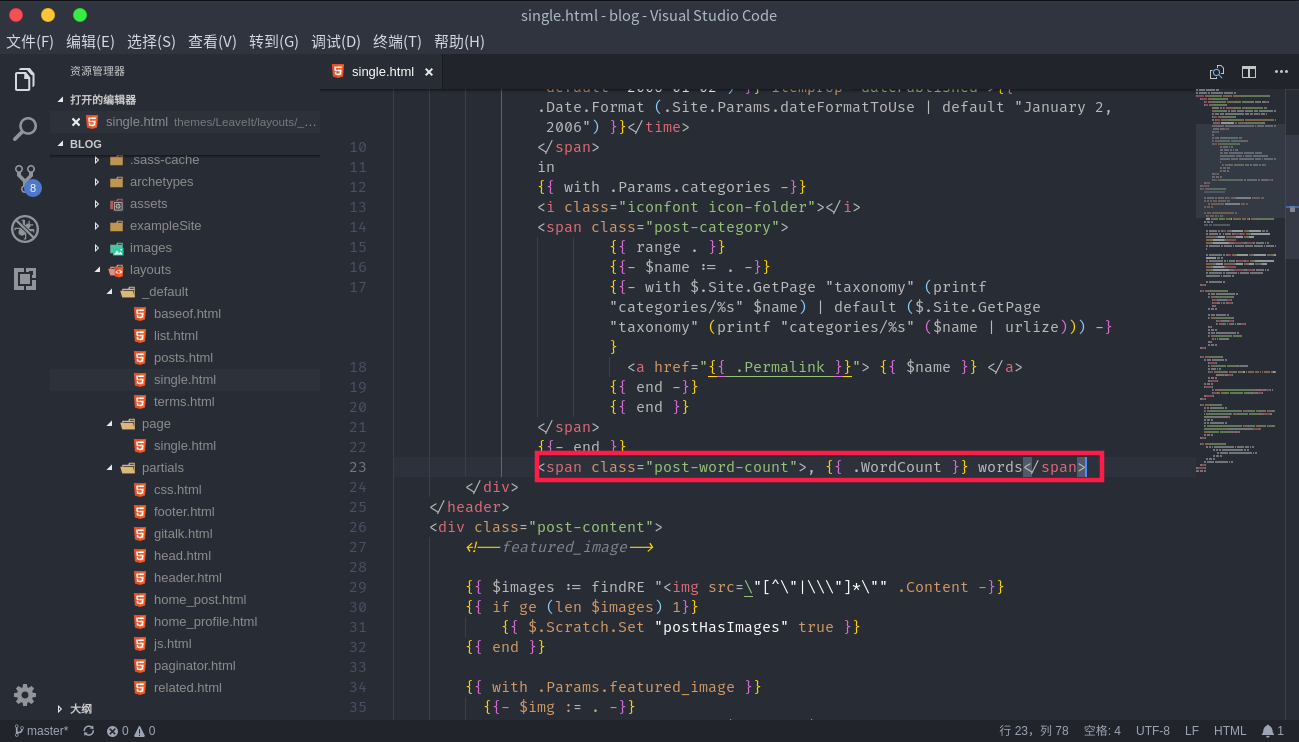 single.html - blog - Visual Studio Code
文件(F) 编辑(E) 选择(S) 查看(V) 转到(G) 调试(D) 终端(T) 帮助(H)
资源管理器
打开的编辑器
single.html themes/LeaveIt/layouts/_...
BLOG
.sass-cache
archetypes
assets
exampleSite
images
layouts
_default
baseof.html
list.html
posts.html
single.html
terms.html
page
single.html
partials
css.html
footer.html
gitalk.html
head.html
header.html
home_post.html
home_profile.html
js.html
paginator.html
related.html
大纲
8
single.html
.Date.Format (.Site.Params.dateFormatToUse | default "January 2,
2006") }}</time>
10 </span>
11 in
12 {{ with .Params.categories -}}
13 <i class="iconfont icon-folder"></i>
14 <span class="post-category">
15 {{ range . }}
16 {{- $name := . -}}
17 {{- with $.Site.GetPage "taxonomy" (printf
"categories/%s" $name) | default ($.Site.GetPage
"taxonomy" (printf "categories/%s" ($name | urlize))) -}
}
18 <a href="{{ .Permalink }}"> {{ $name }} </a>
19 {{ end -}}
20 {{ end }}
21 </span>
22 {{- end }}
23 <span class="post-word-count">, {{ .WordCount }} words</span>
24 </div>
25 </header>
26 <div class="post-content">
27 <!--featured_image-->
28
29 {{ $images := findRE "<img src=\"[^\"|\\\"]*\"" .Content -}}
30 {{ if ge (len $images) 1}}
31 {{ $.Scratch.Set "postHasImages" true }}
32 {{ end }}
33
34 {{ with .Params.featured_image }}
35 {{- $img := . -}}
master* 0 0 行 23，列 78 空格: 4 UTF-8 LF HTML 1